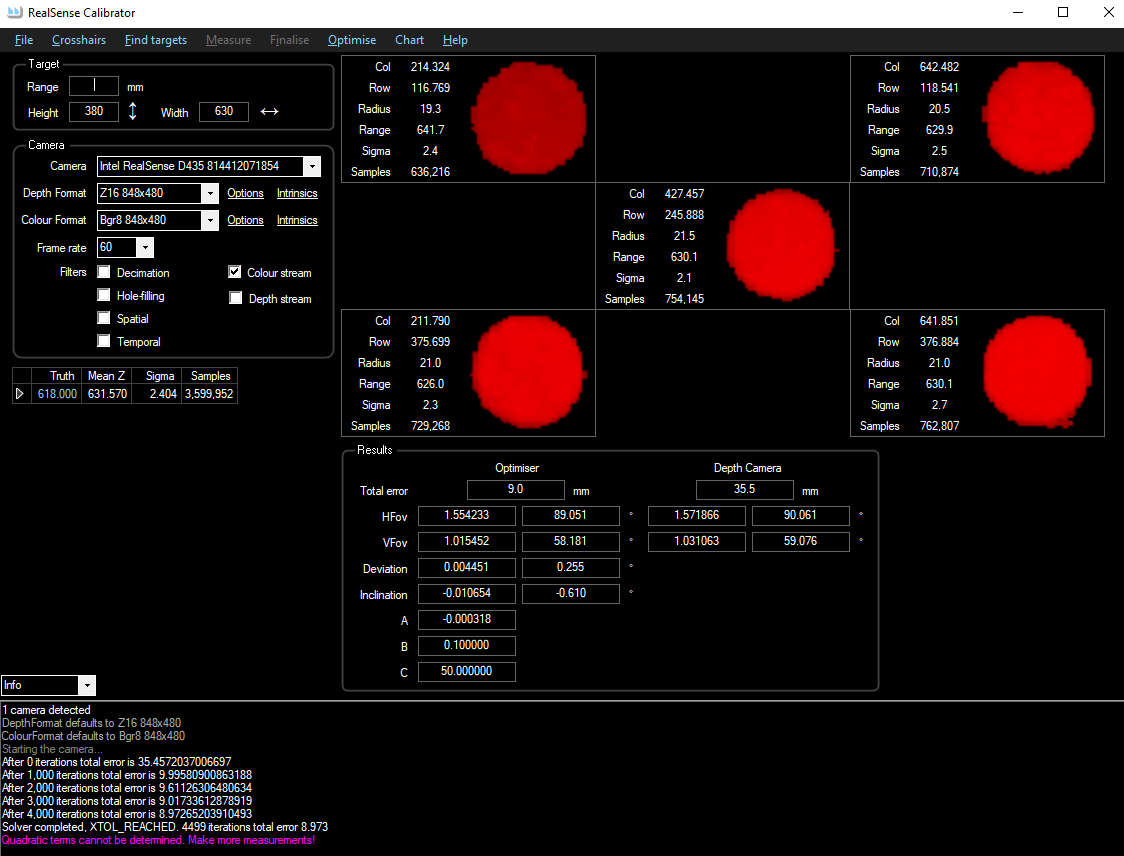 RealSense Calibrator
File Crosshairs Find targets Measure Finalise Optimise Chart Help
Target
Range mm
Height 380 Width 630
Camera
Camera Intel RealSense D435 814412071854
Depth Format Z16 848x480 Options Intrinsics
Colour Format Bgr8 848x480 Options Intrinsics
Frame rate 60
Filters Decimation Colour stream
Hole-filling Depth stream
Spatial
Temporal
Truth Mean Z Sigma Samples
618.000 631.570 2.404 3,599,952
Col 214.324
Row 116.769
Radius 19.3
Range 641.7
Sigma 2.4
Samples 636,216
Col 642.482
Row 118.541
Radius 20.5
Range 629.9
Sigma 2.5
Samples 710,874
Col 427.457
Row 245.888
Radius 21.5
Range 630.1
Sigma 2.1
Samples 754,145
Col 211.790
Row 375.699
Radius 21.0
Range 626.0
Sigma 2.3
Samples 729,268
Col 641.851
Row 376.884
Radius 21.0
Range 630.1
Sigma 2.7
Samples 762,807
Results
Optimiser Depth Camera
Total error 9.0 mm 35.5 mm
HFov 1.554233 89.051 ° 1.571866 90.061 °
VFov 1.015452 58.181 ° 1.031063 59.076 °
Deviation 0.004451 0.255 °
Inclination -0.010654 -0.610 °
A -0.000318
B 0.100000
C 50.000000
Info
1 camera detected
DepthFormat defaults to Z16 848x480
ColourFormat defaults to Bgr8 848x480
Starting the camera...
After 0 iterations total error is 35.4572037006697
After 1,000 iterations total error is 9.99580900863188
After 2,000 iterations total error is 9.61126306480634
After 3,000 iterations total error is 9.01733612878919
After 4,000 iterations total error is 8.97265203910493
Solver completed, XTOL_REACHED. 4499 iterations total error 8.973
Quadratic terms cannot be determined. Make more measurements!